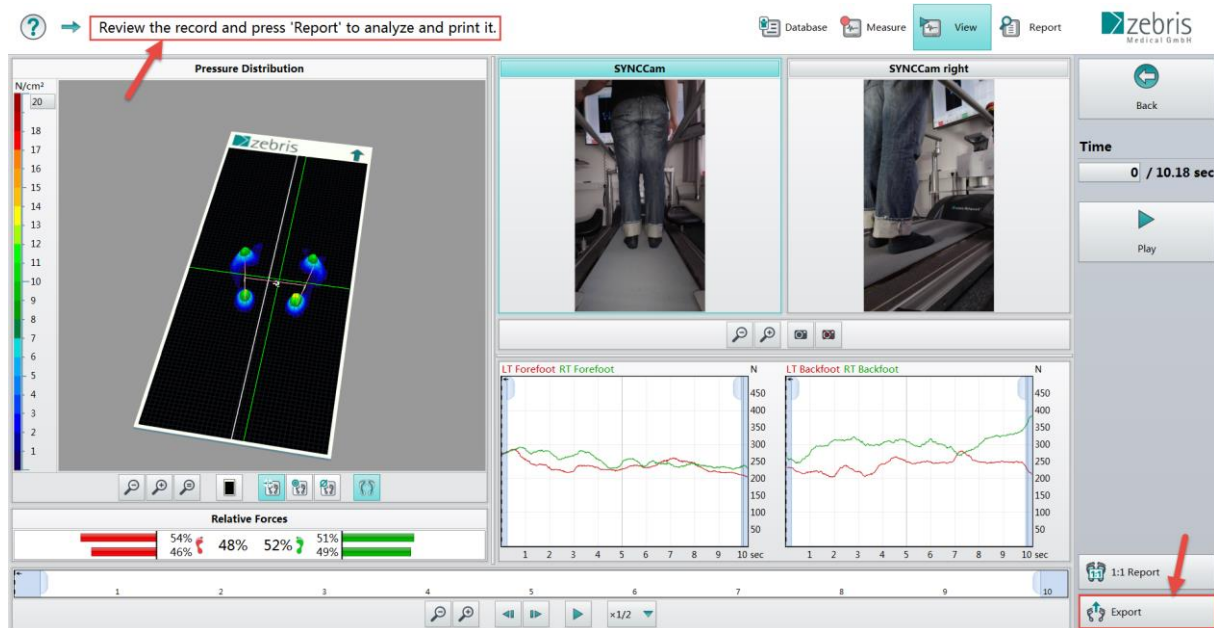 ? Review the record and press 'Report' to analyze and print it.
Database Measure View Report
zebris
Medical GmbH
Pressure Distribution
N/cm²
20
18
17
16
15
14
13
12
11
10
9
8
7
6
5
4
3
2
1
zebris
Relative Forces
54%
46%
48% 52%
51%
49%
SYNCCam
SYNCCam right
LT Forefoot RT Forefoot N
450
400
350
300
250
200
150
100
50
1 2 3 4 5 6 7 8 9 10 sec
LT Backfoot RT Backfoot N
450
400
350
300
250
200
150
100
50
1 2 3 4 5 6 7 8 9 10 sec
Back
Time
0 / 10.18 sec
Play
1:1 Report
Export
1 2 3 4 5 6 7 8 9 10
×1/2